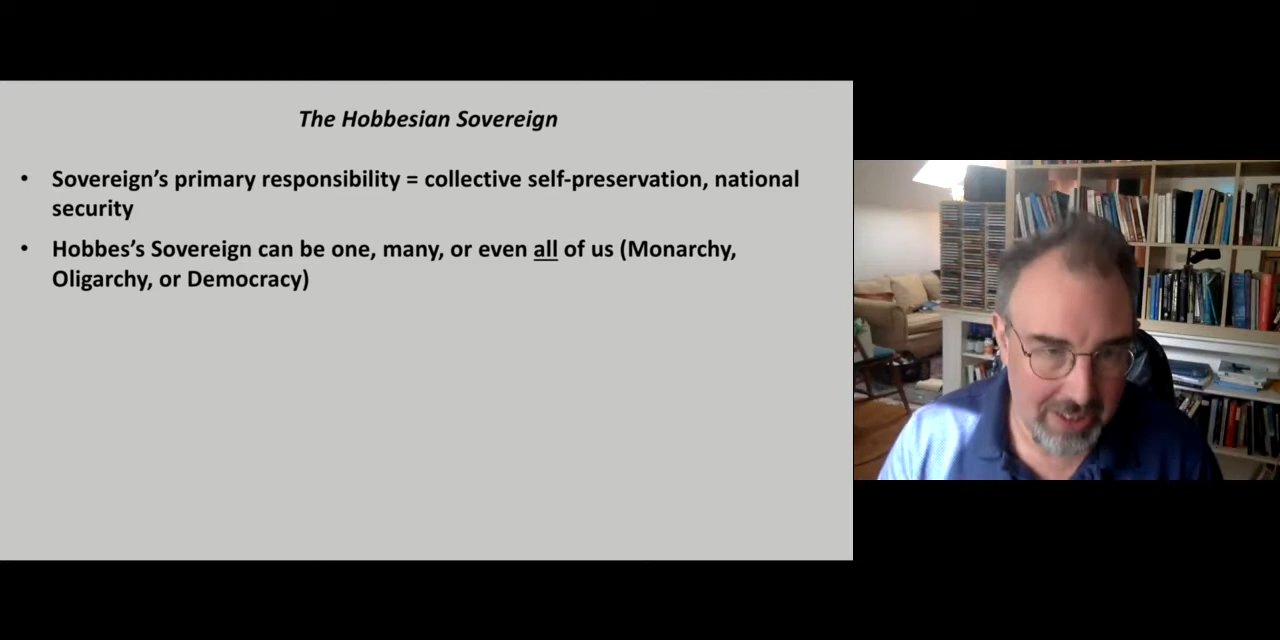 The Hobbesian Sovereign
• Sovereign’s primary responsibility = collective self-preservation, national
security
• Hobbes’s Sovereign can be one, many, or even all of us (Monarchy,
Oligarchy, or Democracy)